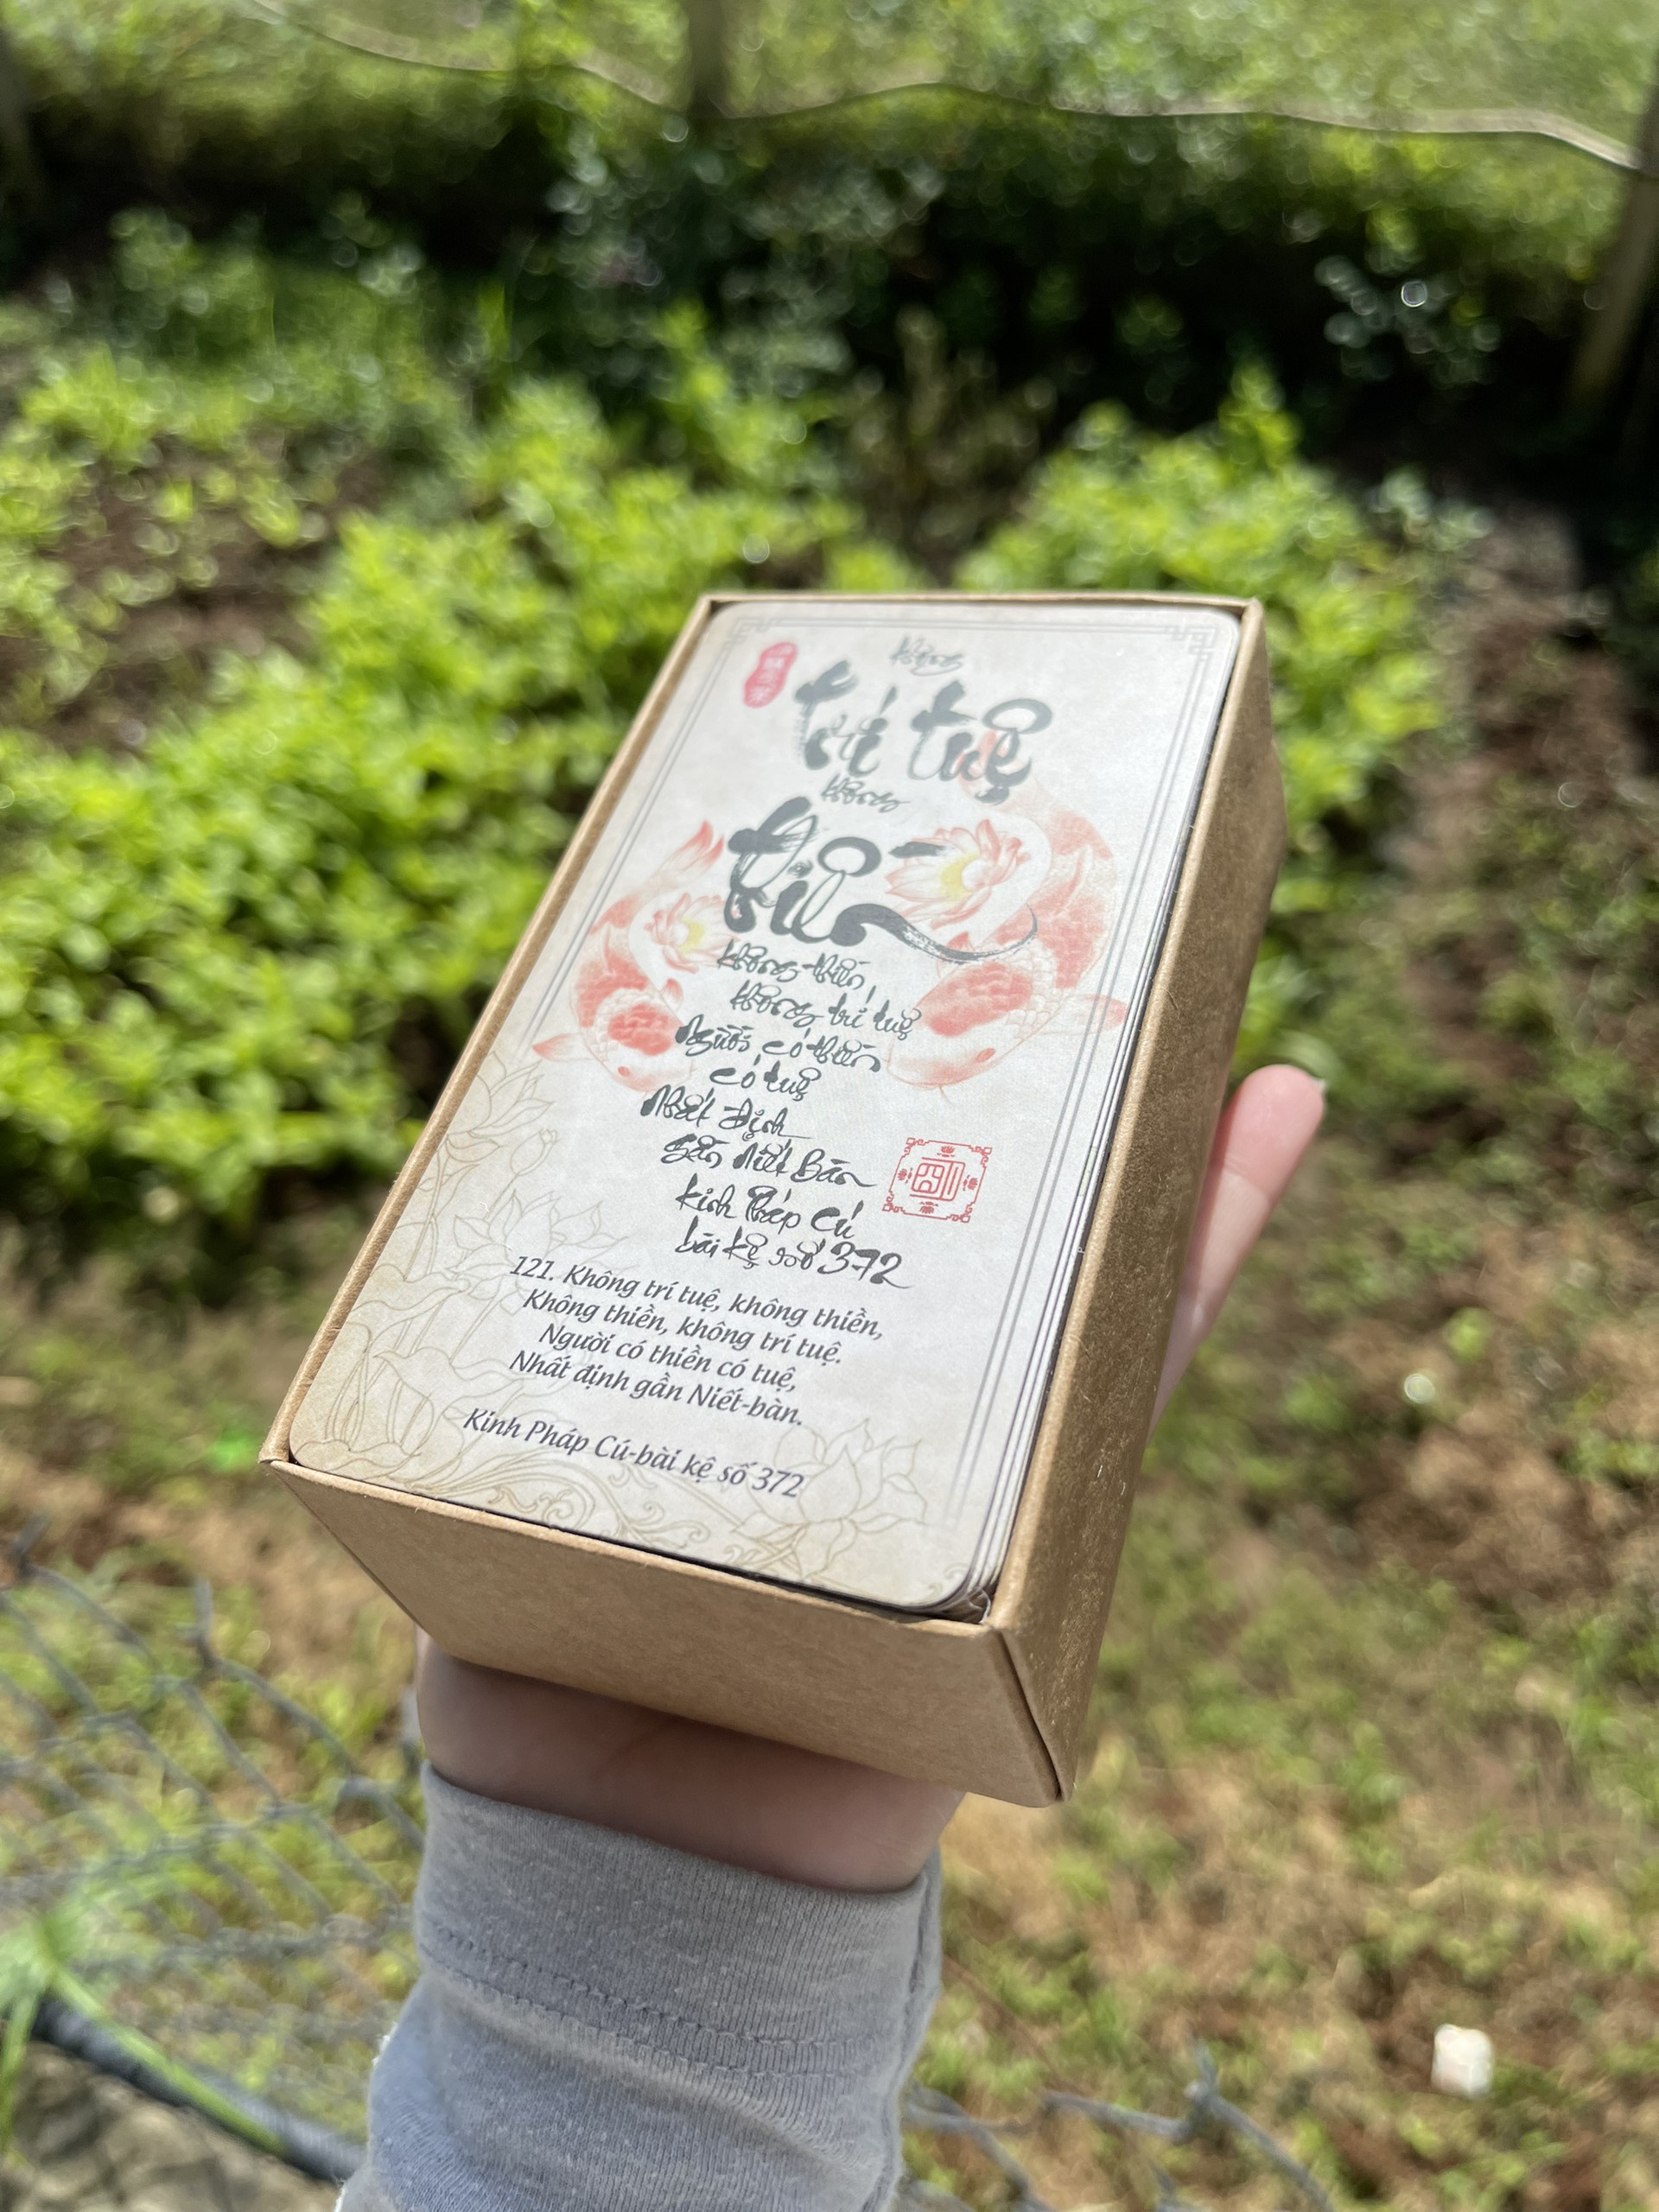 Không
trí tuệ
không
thiền
không thiền,
không trí tuệ
Người có thiền
có tuệ
Nhất định
gần Niết Bàn
kinh Pháp Cú
bài kệ số 372
121. Không trí tuệ, không thiền,
Không thiền, không trí tuệ.
Người có thiền có tuệ,
Nhất định gần Niết-bàn.
Kinh Pháp Cú-bài kệ số 372